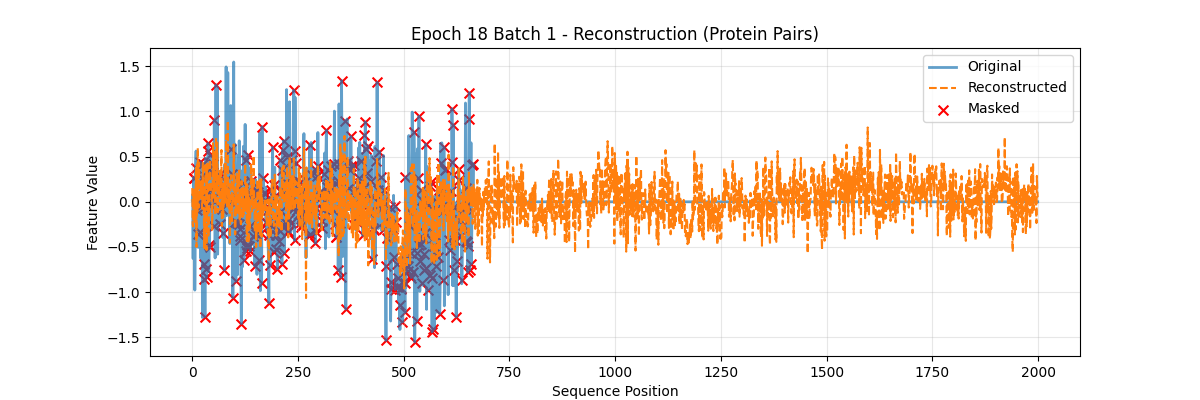 Epoch 18 Batch 1 - Reconstruction (Protein Pairs)
Original
Reconstructed
Masked
Feature Value
1.5
1.0
0.5
0.0
−0.5
−1.0
−1.5
0 250 500 750 1000 1250 1500 1750 2000
Sequence Position